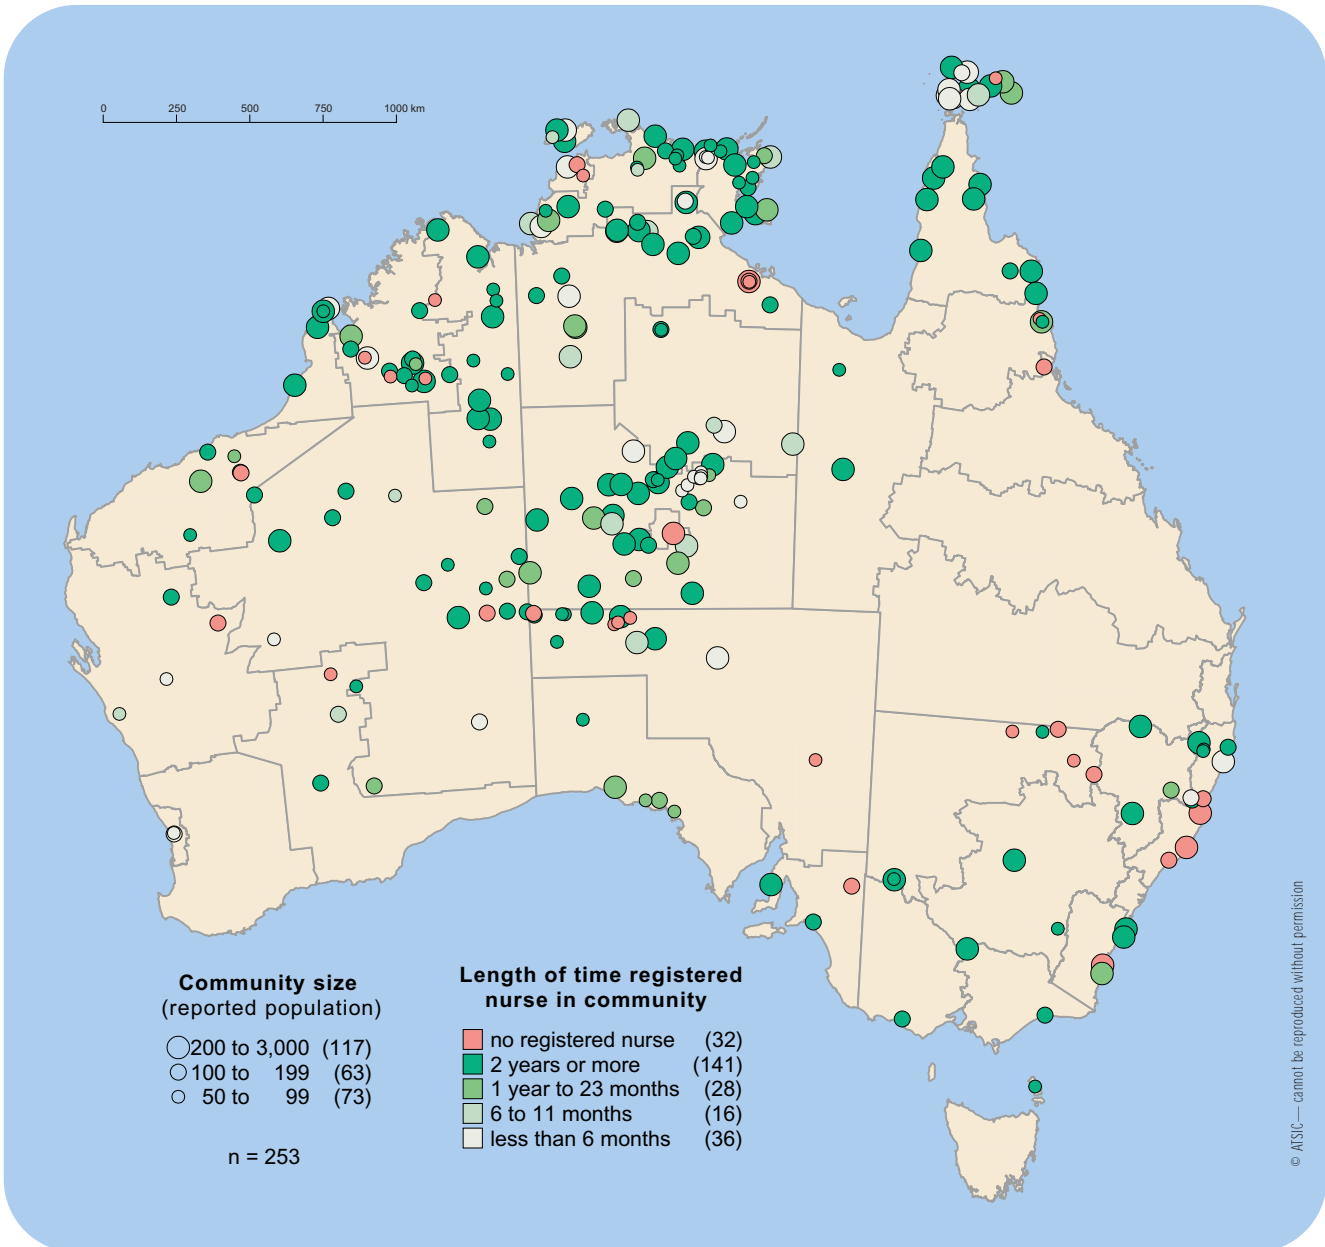 0 250 500 750 1000 km
Community size
(reported population)
200 to 3,000 (117)
100 to 199 (63)
50 to 99 (73)
n = 253
Length of time registered
nurse in community
no registered nurse (32)
2 years or more (141)
1 year to 23 months (28)
6 to 11 months (16)
less than 6 months (36)
© ATSIC— cannot be reproduced without permission